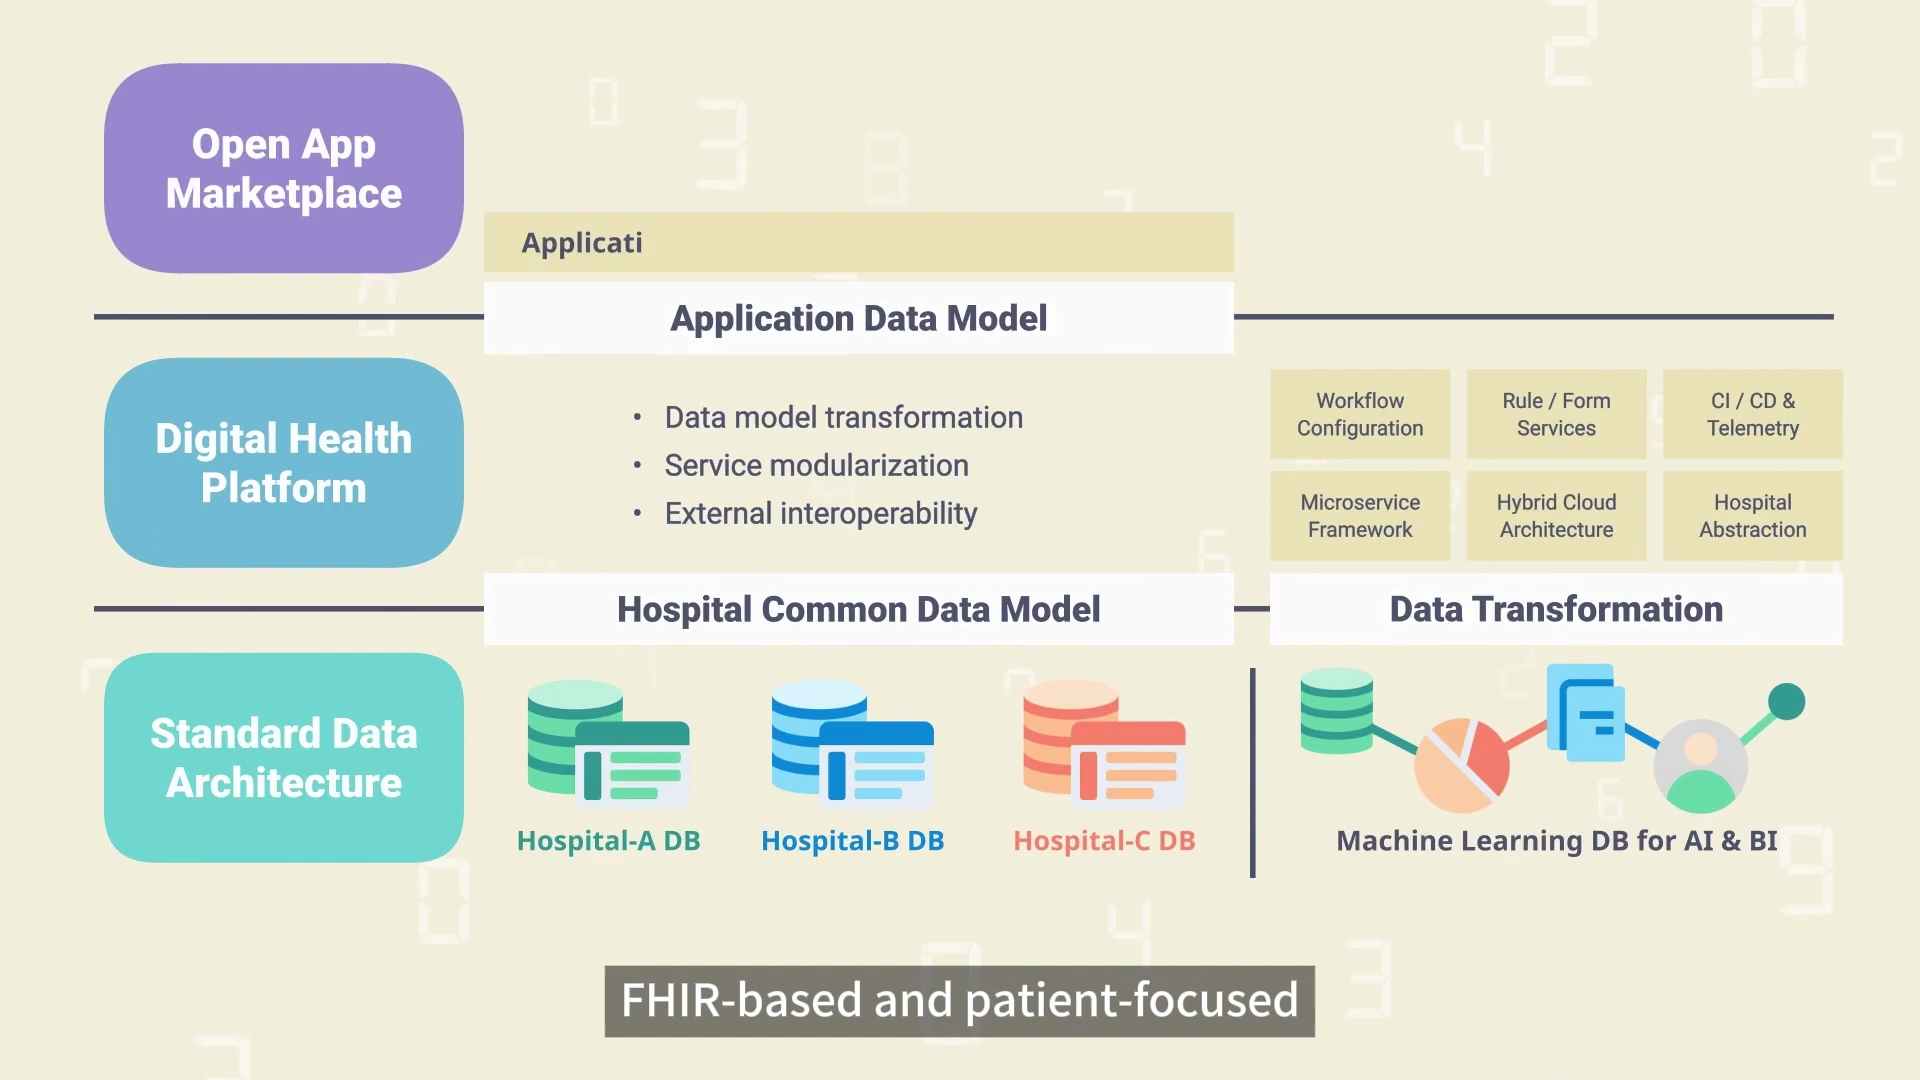 Open App
Marketplace
Applicati
Application Data Model
Digital Health
Platform
• Data model transformation
• Service modularization
• External interoperability
Workflow
Configuration
Rule / Form
Services
CI / CD &
Telemetry
Microservice
Framework
Hybrid Cloud
Architecture
Hospital
Abstraction
Hospital Common Data Model
Data Transformation
Standard Data
Architecture
Hospital-A DB
Hospital-B DB
Hospital-C DB
Machine Learning DB for AI & BI
FHIR-based and patient-focused